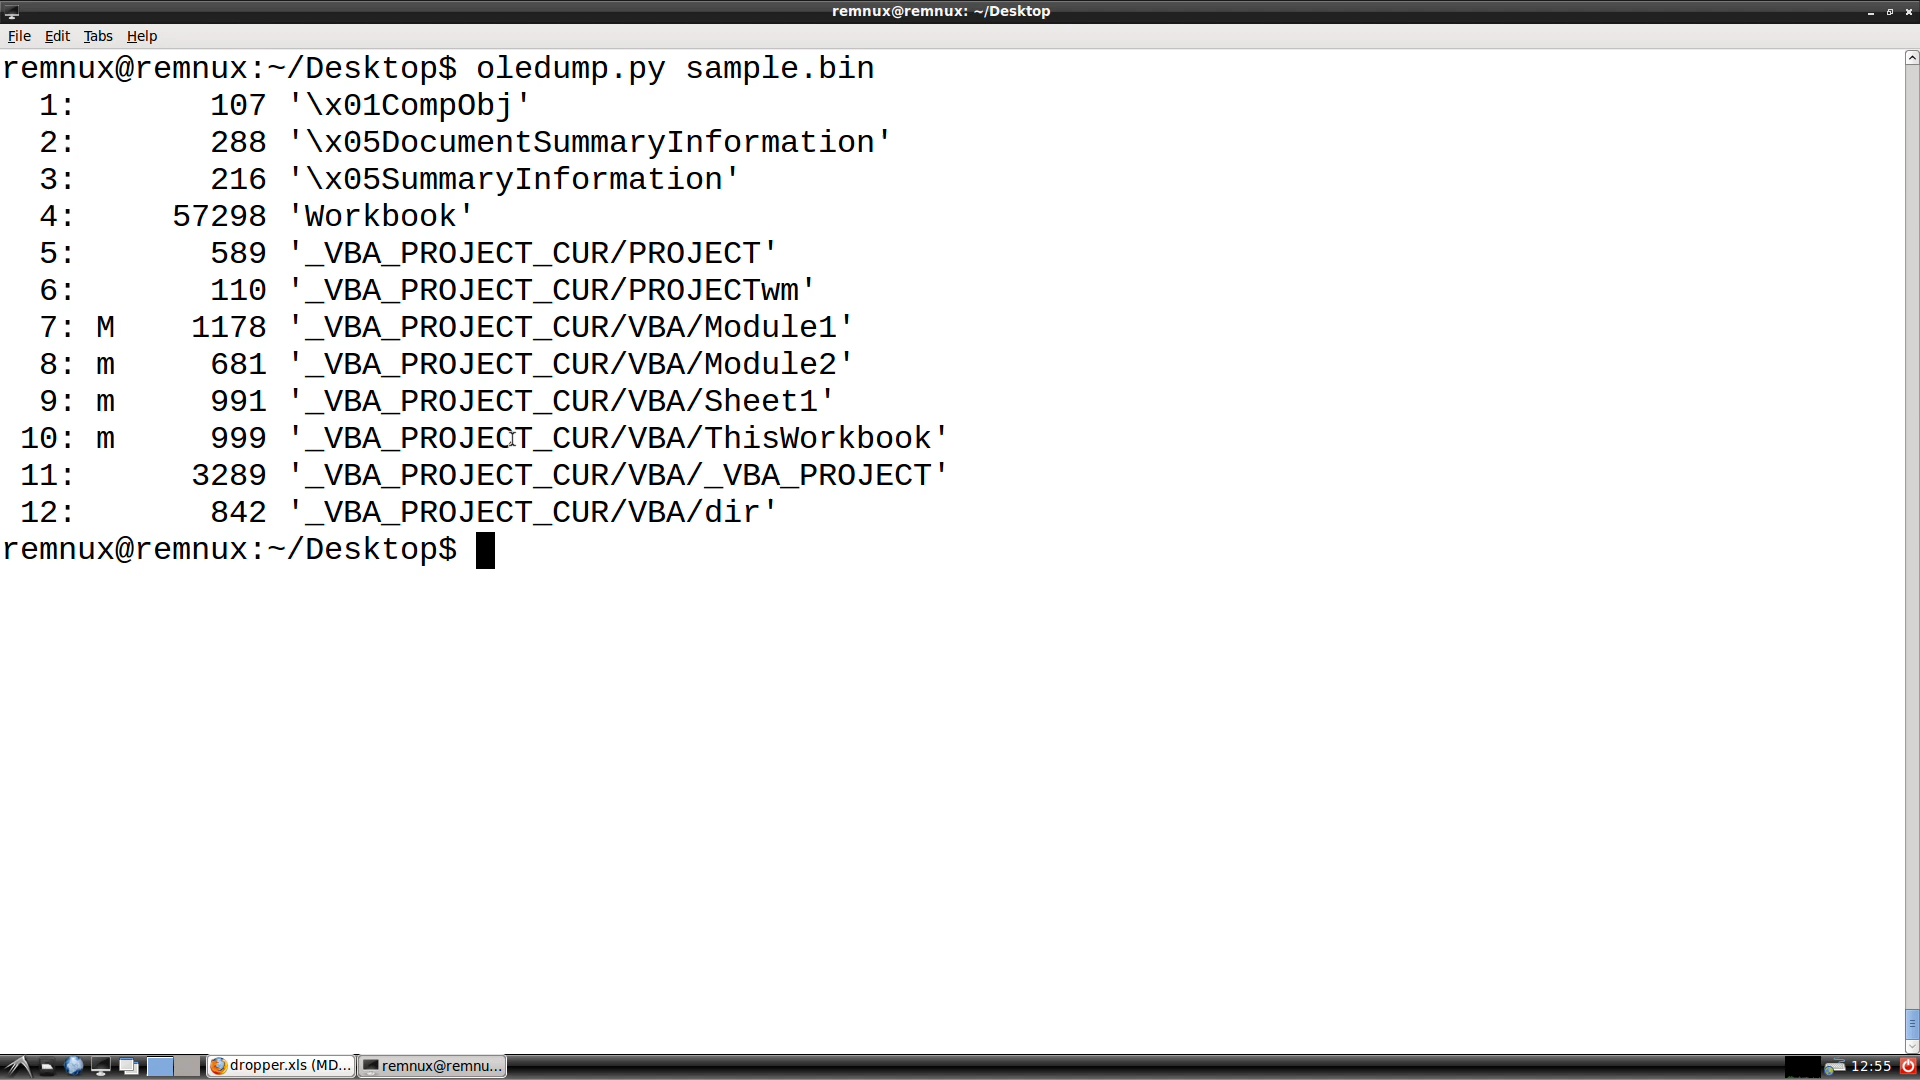 remnux@remnux: ~/Desktop
File Edit Tabs Help
remnux@remnux:~/Desktop$ oledump.py sample.bin
  1:       107 '\x01CompObj'
  2:       288 '\x05DocumentSummaryInformation'
  3:       216 '\x05SummaryInformation'
  4:     57298 'Workbook'
  5:       589 '_VBA_PROJECT_CUR/PROJECT'
  6:       110 '_VBA_PROJECT_CUR/PROJECTwm'
  7: M    1178 '_VBA_PROJECT_CUR/VBA/Module1'
  8: m     681 '_VBA_PROJECT_CUR/VBA/Module2'
  9: m     991 '_VBA_PROJECT_CUR/VBA/Sheet1'
 10: m     999 '_VBA_PROJECT_CUR/VBA/ThisWorkbook'
 11:      3289 '_VBA_PROJECT_CUR/VBA/_VBA_PROJECT'
 12:       842 '_VBA_PROJECT_CUR/VBA/dir'
remnux@remnux:~/Desktop$
dropper.xls (MD... remnux@remnu... 12:55